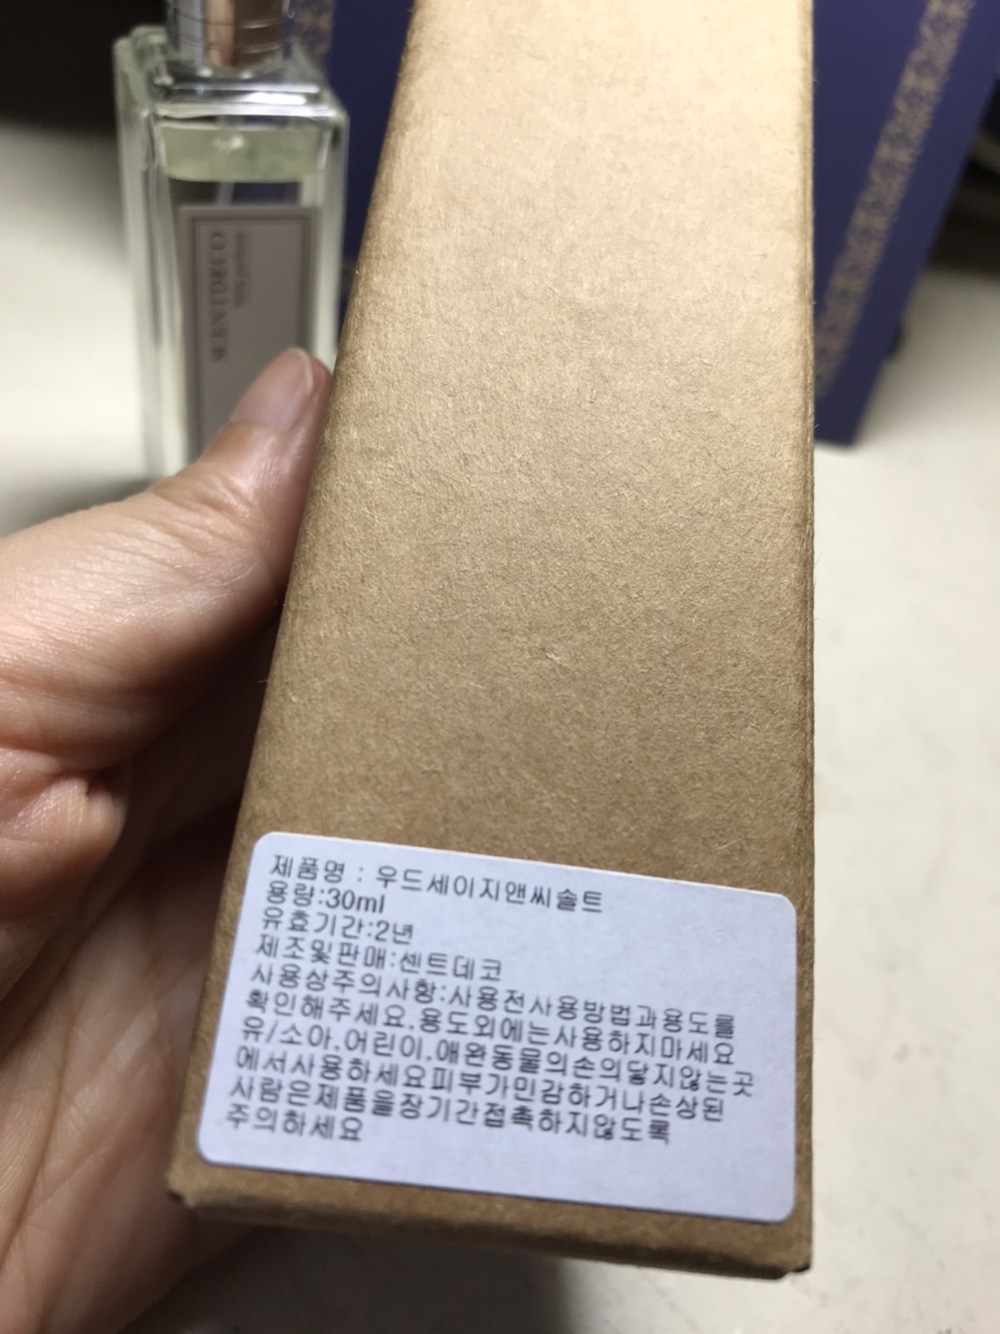 SCENTDECO
제품명 : 우드세이지앤씨솔트
용량:30ml
유효기간:2년
제조및판매:센트데코
사용상주의사항:사용전사용방법과용도를
확인해주세요.용도외에는사용하지마세요
유/소아.어린이.애완동물의손의닿지않는곳
에서사용하세요피부가민감하거나손상된
사람은제품을장기간접촉하지않도록
주의하세요